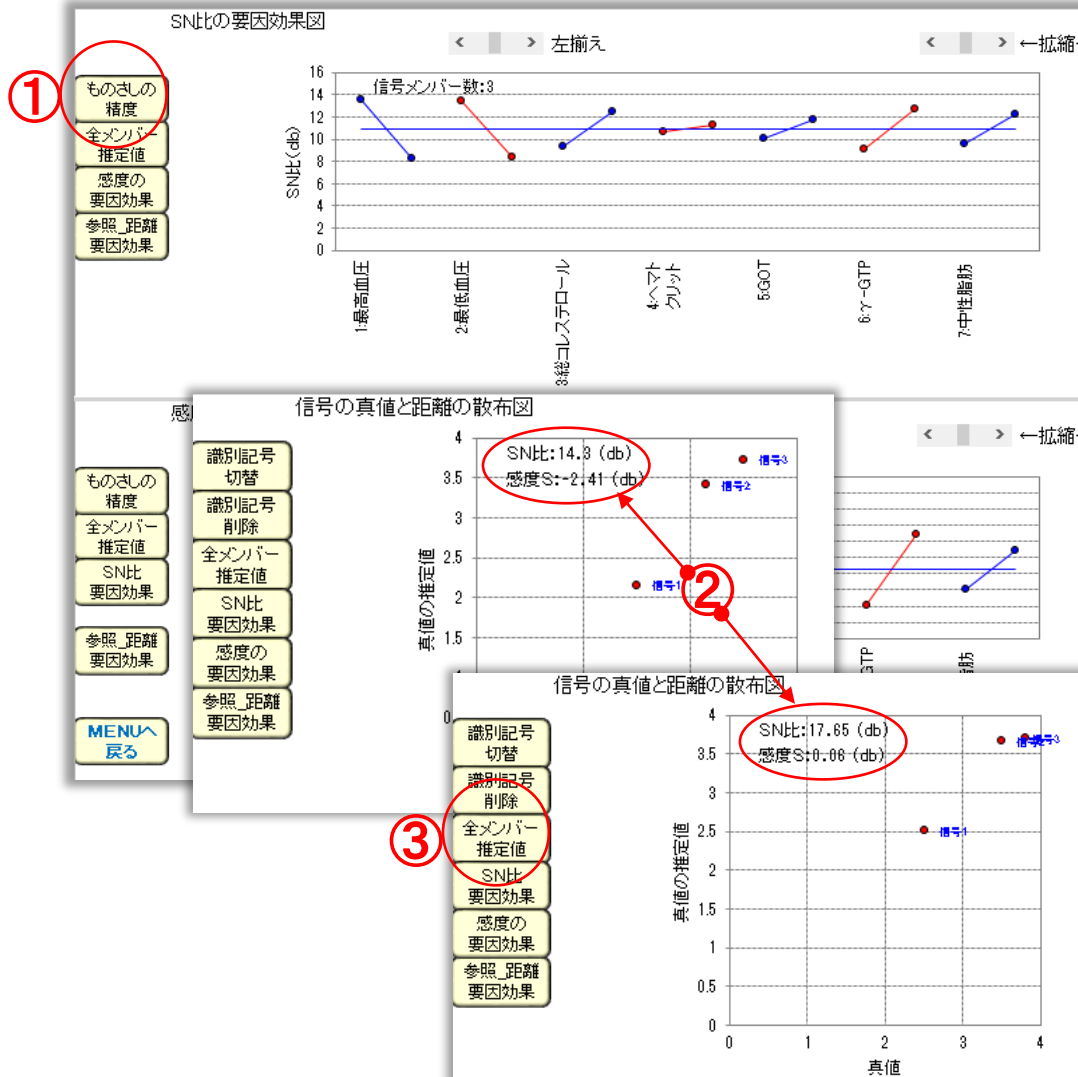 SN比の要因効果図
左揃え
←拡縮
①
ものさしの
精度
全メンバー
推定値
感度の
要因効果
参照_距離
要因効果
信号メンバー数:3
SN比(db)
16
14
12
10
8
6
4
2
0
1:最高血圧
2:最低血圧
3:総コレステロール
4:ヘマト
クリット
5:GOT
6:γ-GTP
7:中性脂肪
感
←拡縮
ものさしの
精度
全メンバー
推定値
SN比
要因効果
参照_距離
要因効果
MENUへ
戻る
GTP
脂肪
信号の真値と距離の散布図
識別記号
切替
識別記号
削除
全メンバー
推定値
SN比
要因効果
感度の
要因効果
参照_距離
要因効果
真値の推定値
4
3.5
3
2.5
2
1.5
0
SN比:14.3 (db)
感度S:-2.41 (db)
信号3
信号2
信号1
②
信号の真値と距離の散布図
識別記号
切替
識別記号
削除
③
全メンバー
推定値
SN比
要因効果
感度の
要因効果
参照_距離
要因効果
真値の推定値
4
3.5
3
2.5
2
1.5
1
0.5
0
SN比:17.65 (db)
感度S:0.06 (db)
信号3
信号1
0 1 2 3 4
真値